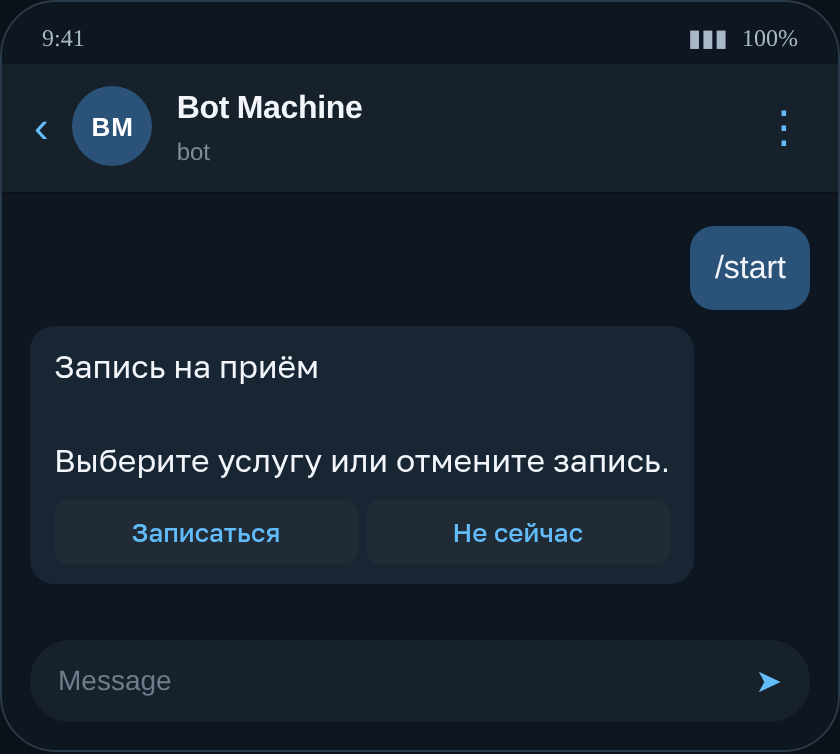 9:41 100%
BM
Bot Machine
bot
/start
Запись на приём
Выберите услугу или отмените запись.
Записаться Не сейчас
Message